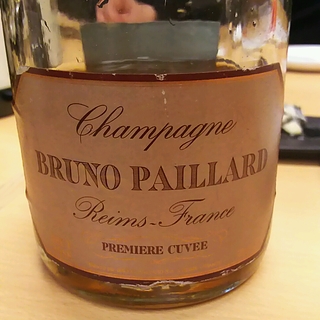 Champagne
BRUNO PAILLARD
Reims-France
PREMIERE CUVEE